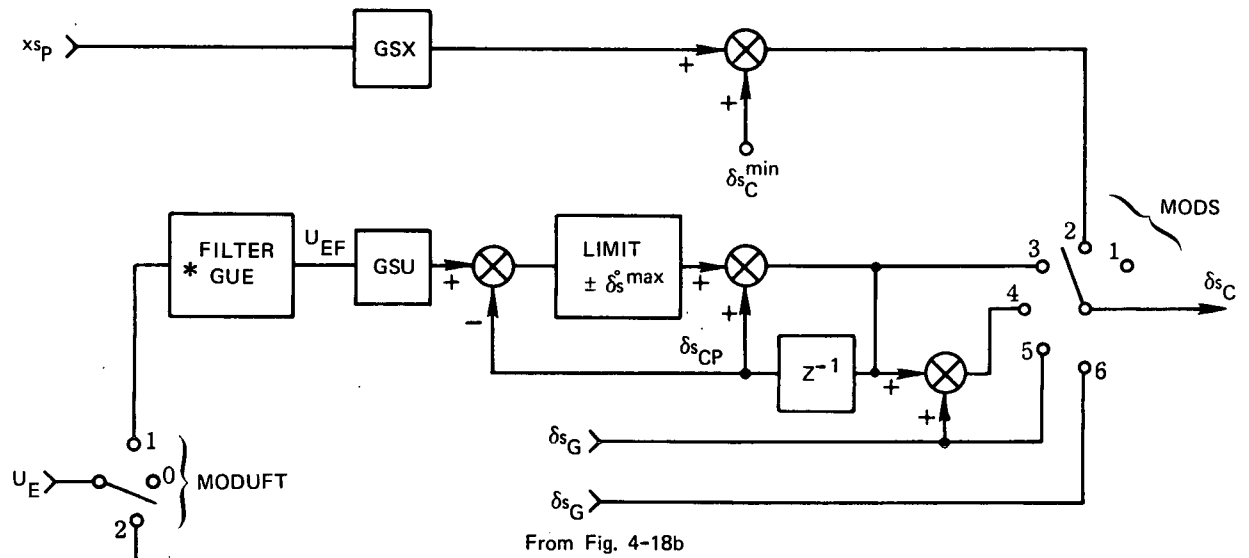 xs_P
GSX
+
+
δs_C^min
MODS
* FILTER GUE
U_EF
GSU
+
−
LIMIT ± δ̊s^max
+
+
δs_CP
Z⁻¹
+
+
1
2
3
4
5
6
δs_C
δs_G
δs_G
U_E
1
0
2
MODUFT
From Fig. 4-18b